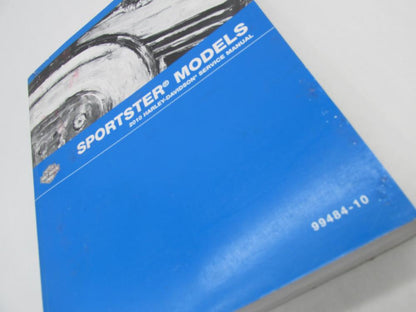 SPORTSTER® MODELS
2010 HARLEY-DAVIDSON® SERVICE MANUAL
99484-10